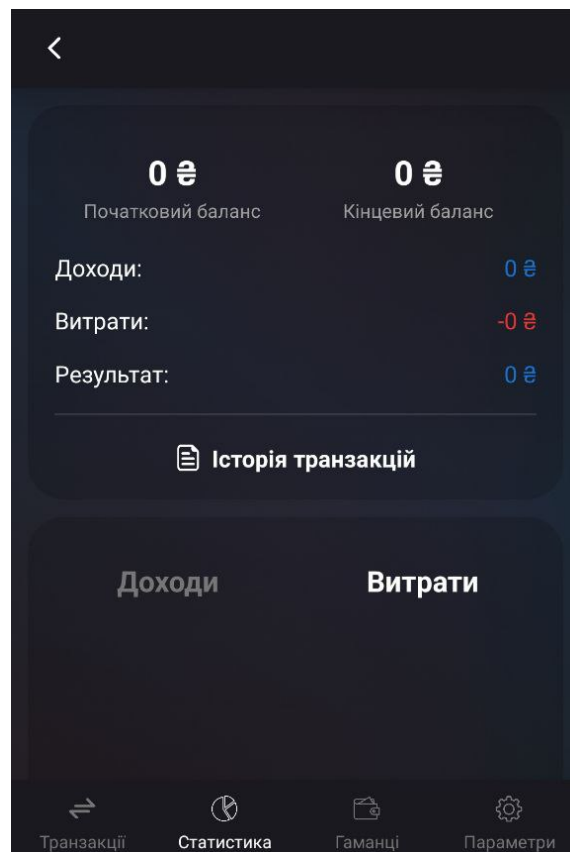 0 ₴ 0 ₴
Початковий баланс Кінцевий баланс
Доходи: 0 ₴
Витрати: -0 ₴
Результат: 0 ₴
Історія транзакцій
Доходи Витрати
Транзакції Статистика Гаманці Параметри